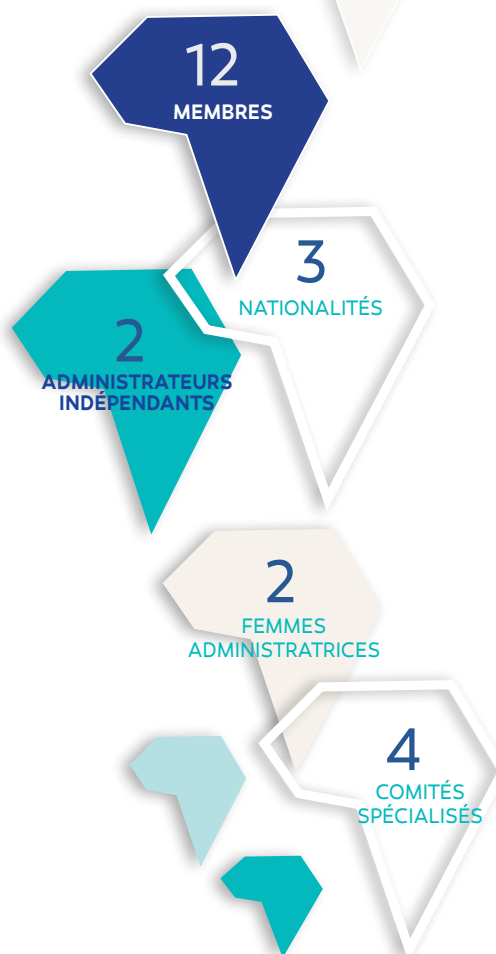 12
MEMBRES
3
NATIONALITÉS
2
ADMINISTRATEURS
INDÉPENDANTS
2
FEMMES
ADMINISTRATRICES
4
COMITÉS
SPÉCIALISÉS